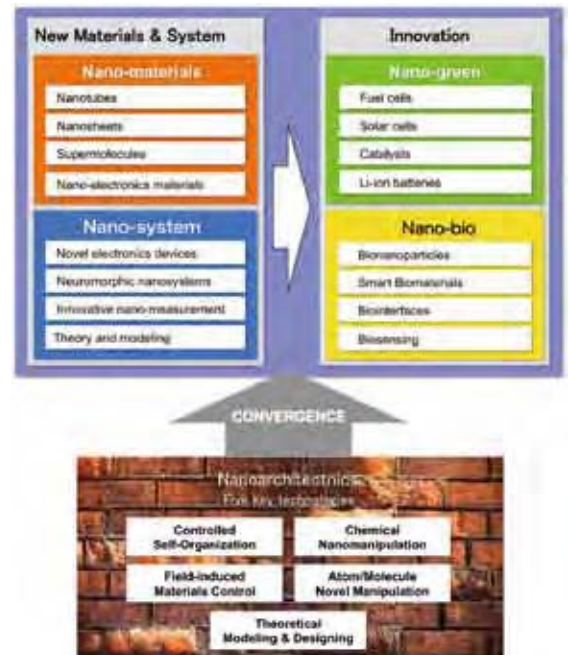 New Materials & System
Nano-materials
Nanotubes
Nanosheets
Supermolecules
Nano-electronics materials
Nano-system
Novel electronics devices
Neuromorphic nanosystems
Innovative nano-measurement
Theory and modeling
Innovation
Nano-green
Fuel cells
Solar cells
Catalysts
Li-ion batteries
Nano-bio
Bionanoparticles
Smart Biomaterials
Biointerfaces
Biosensing
CONVERGENCE
Nanoarchitectnics
Five key technologies
Controlled
Self-Organization
Chemical
Nanomanipulation
Field-induced
Materials Control
Atom/Molecule
Novel Manipulation
Theoretical
Modeling & Designing